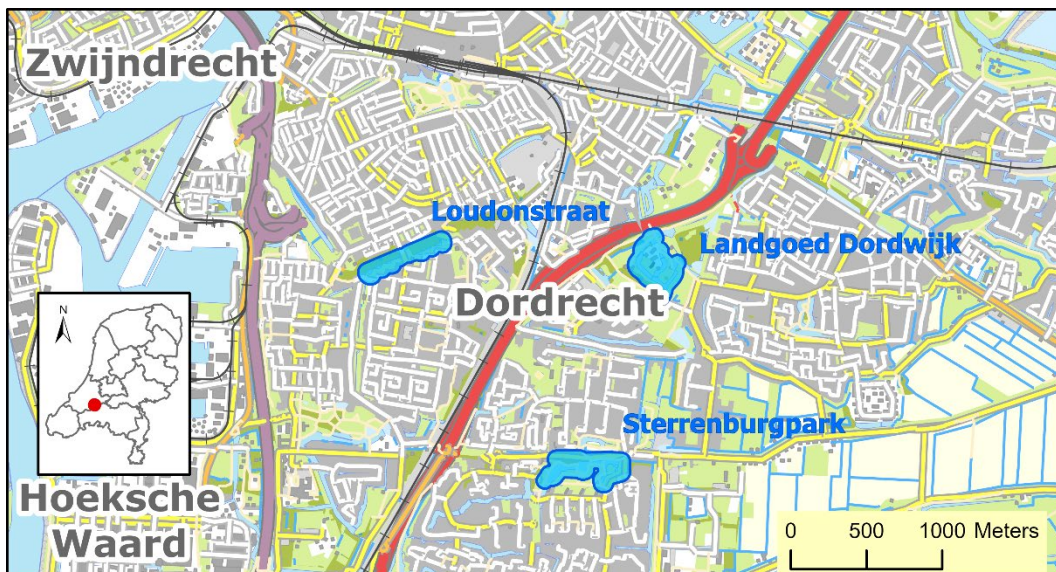 Zwijndrecht
Loudonstraat
Landgoed Dordwijk
Dordrecht
N
Sterrenburgpark
Hoeksche
Waard
0 500 1000 Meters